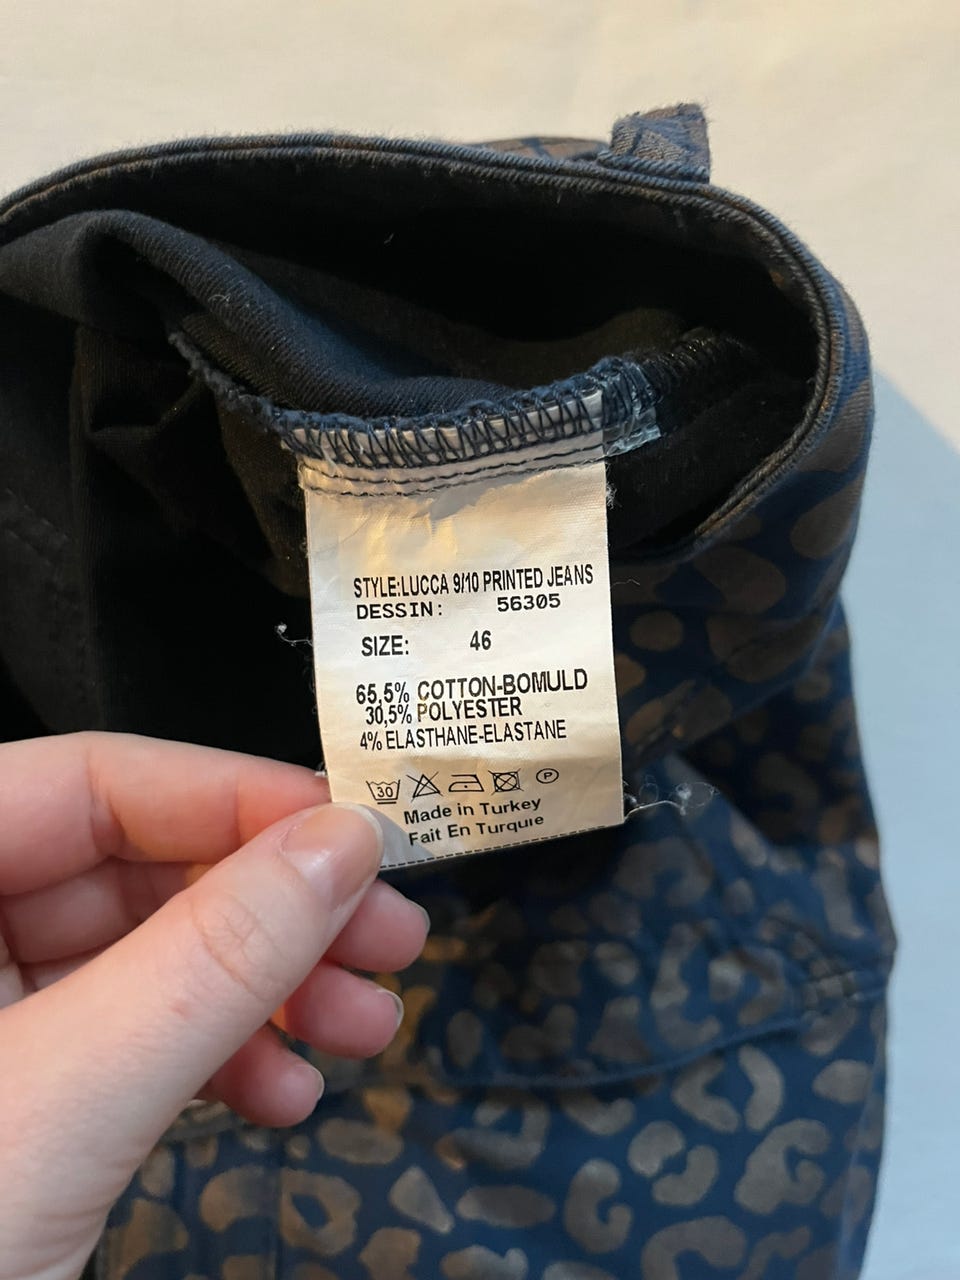 STYLE:LUCCA 9/10 PRINTED JEANS
DESSIN: 56305
SIZE: 46
65,5% COTTON-BOMULD
30,5% POLYESTER
4% ELASTHANE-ELASTANE
30 P
Made in Turkey
Fait En Turquie